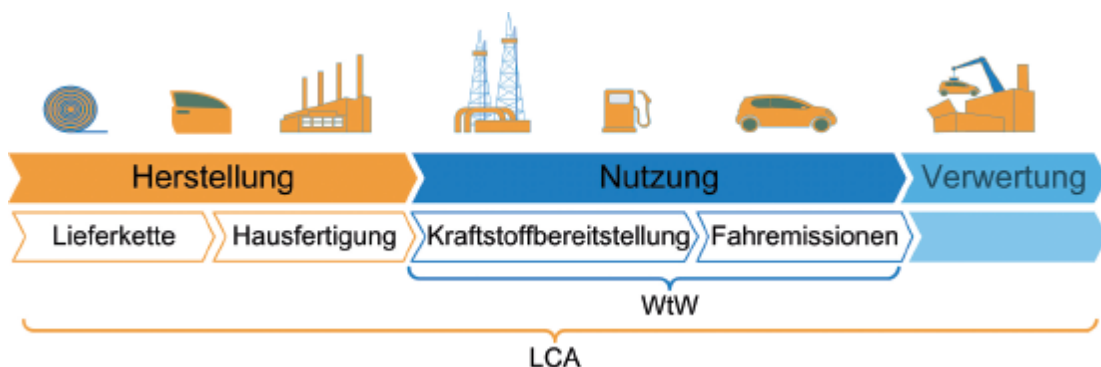 Herstellung Nutzung Verwertung
Lieferkette Hausfertigung Kraftstoffbereitstellung Fahremissionen
WtW
LCA